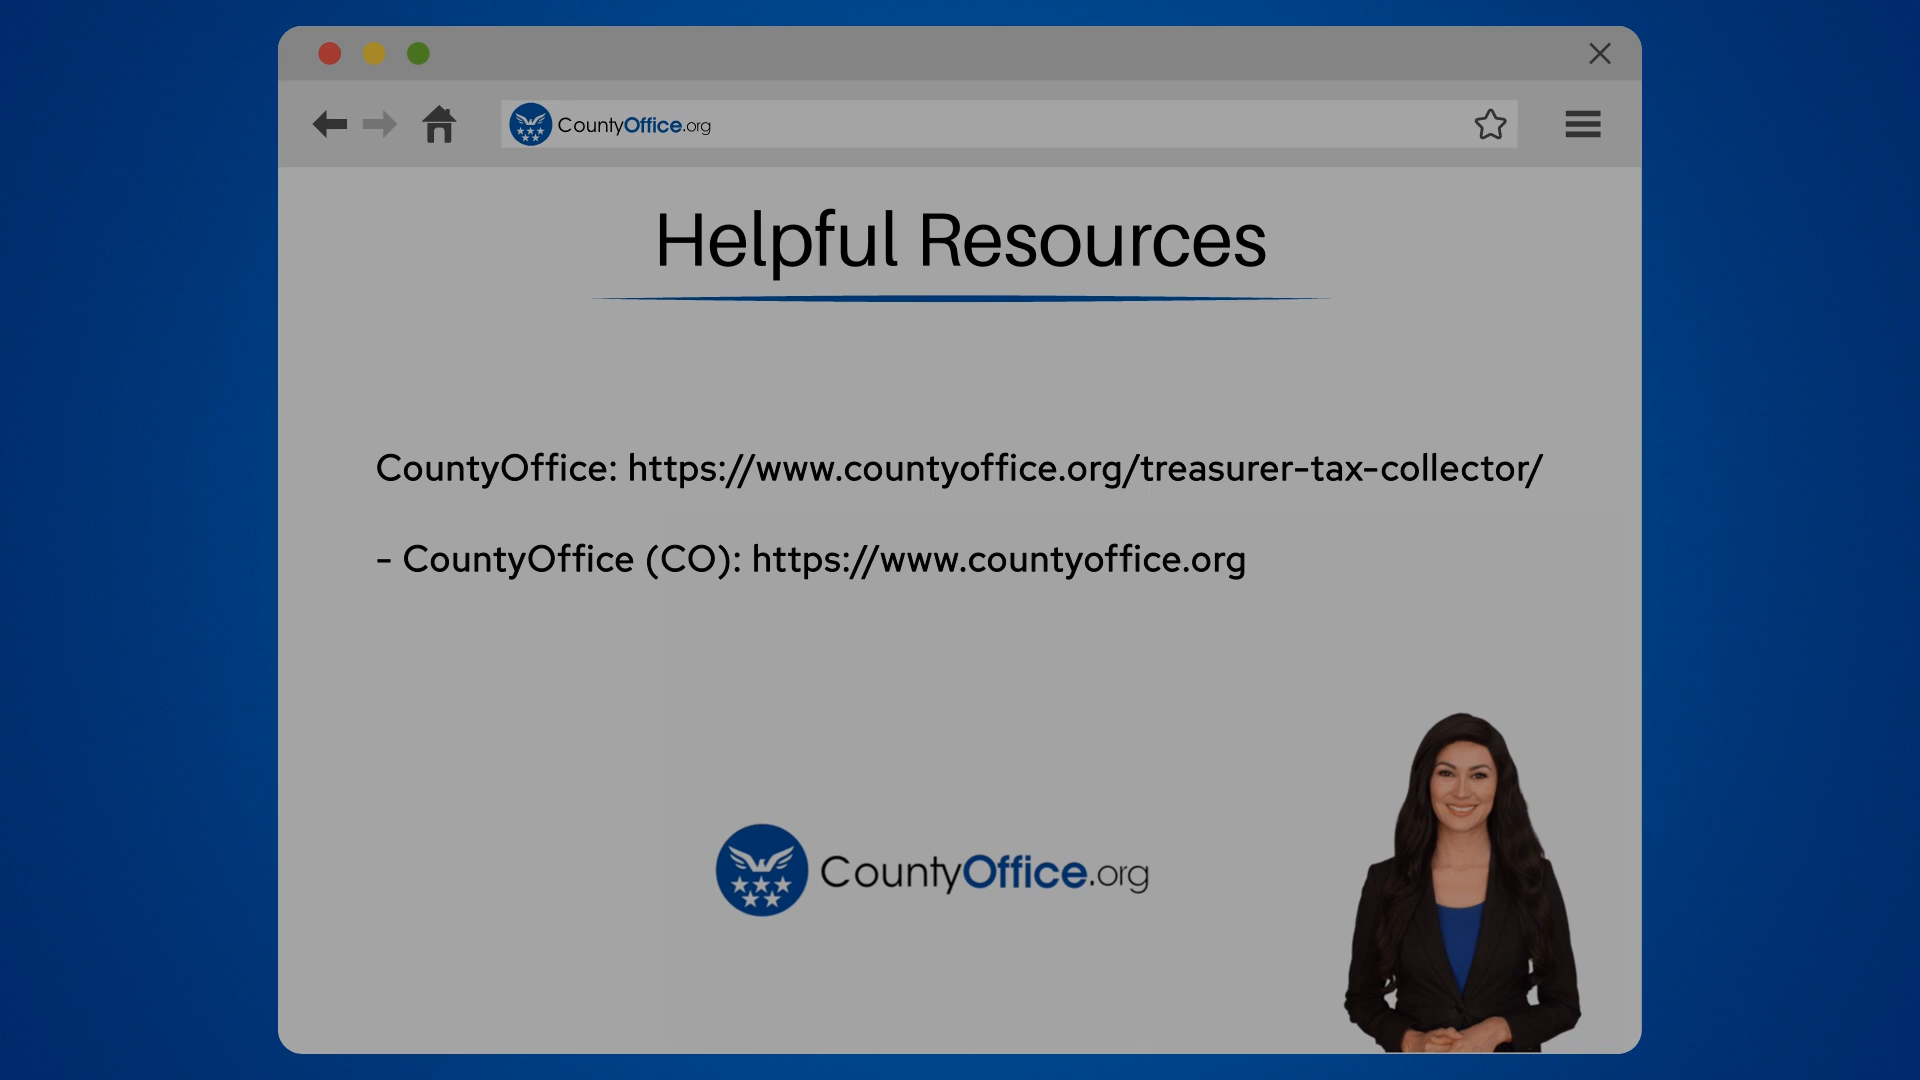 CountyOffice.org
Helpful Resources
CountyOffice: https://www.countyoffice.org/treasurer-tax-collector/
- CountyOffice (CO): https://www.countyoffice.org
CountyOffice.org